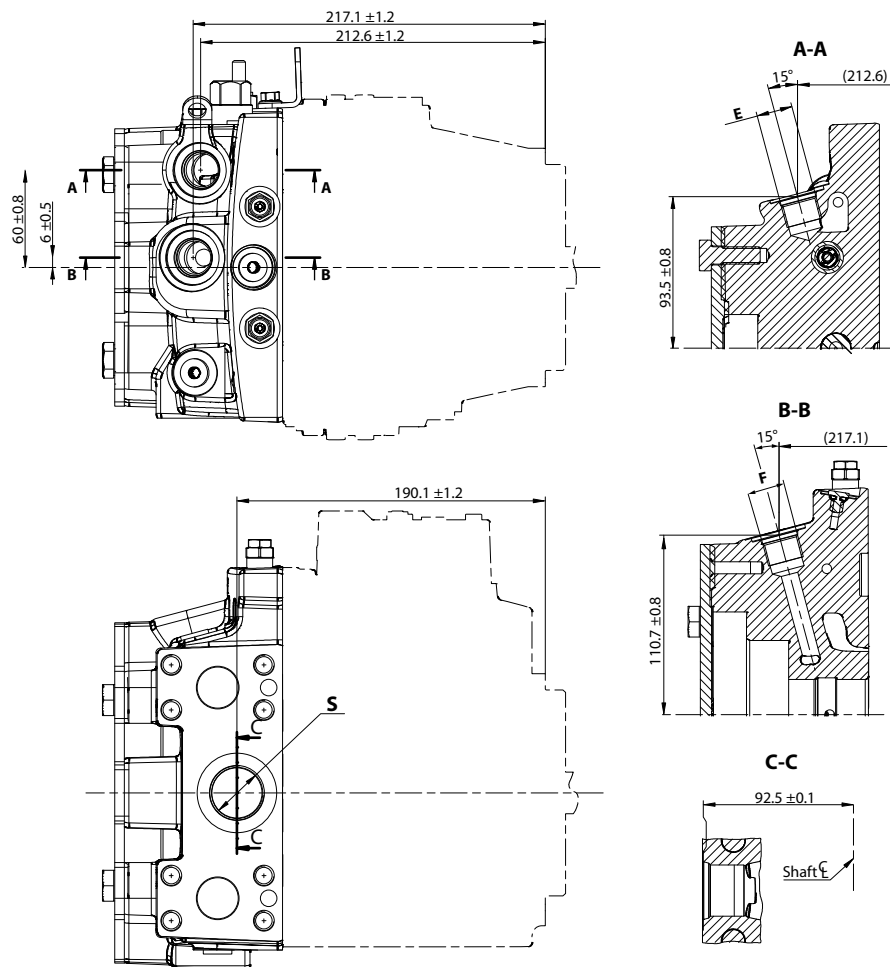 217.1 ±1.2
212.6 ±1.2
A
A
60 ±0.8
6 ±0.5
B
B
A-A
15°
(212.6)
E
93.5 ±0.8
B-B
15°
(217.1)
F
110.7 ±0.8
190.1 ±1.2
S
C
C
C-C
92.5 ±0.1
Shaft ℄